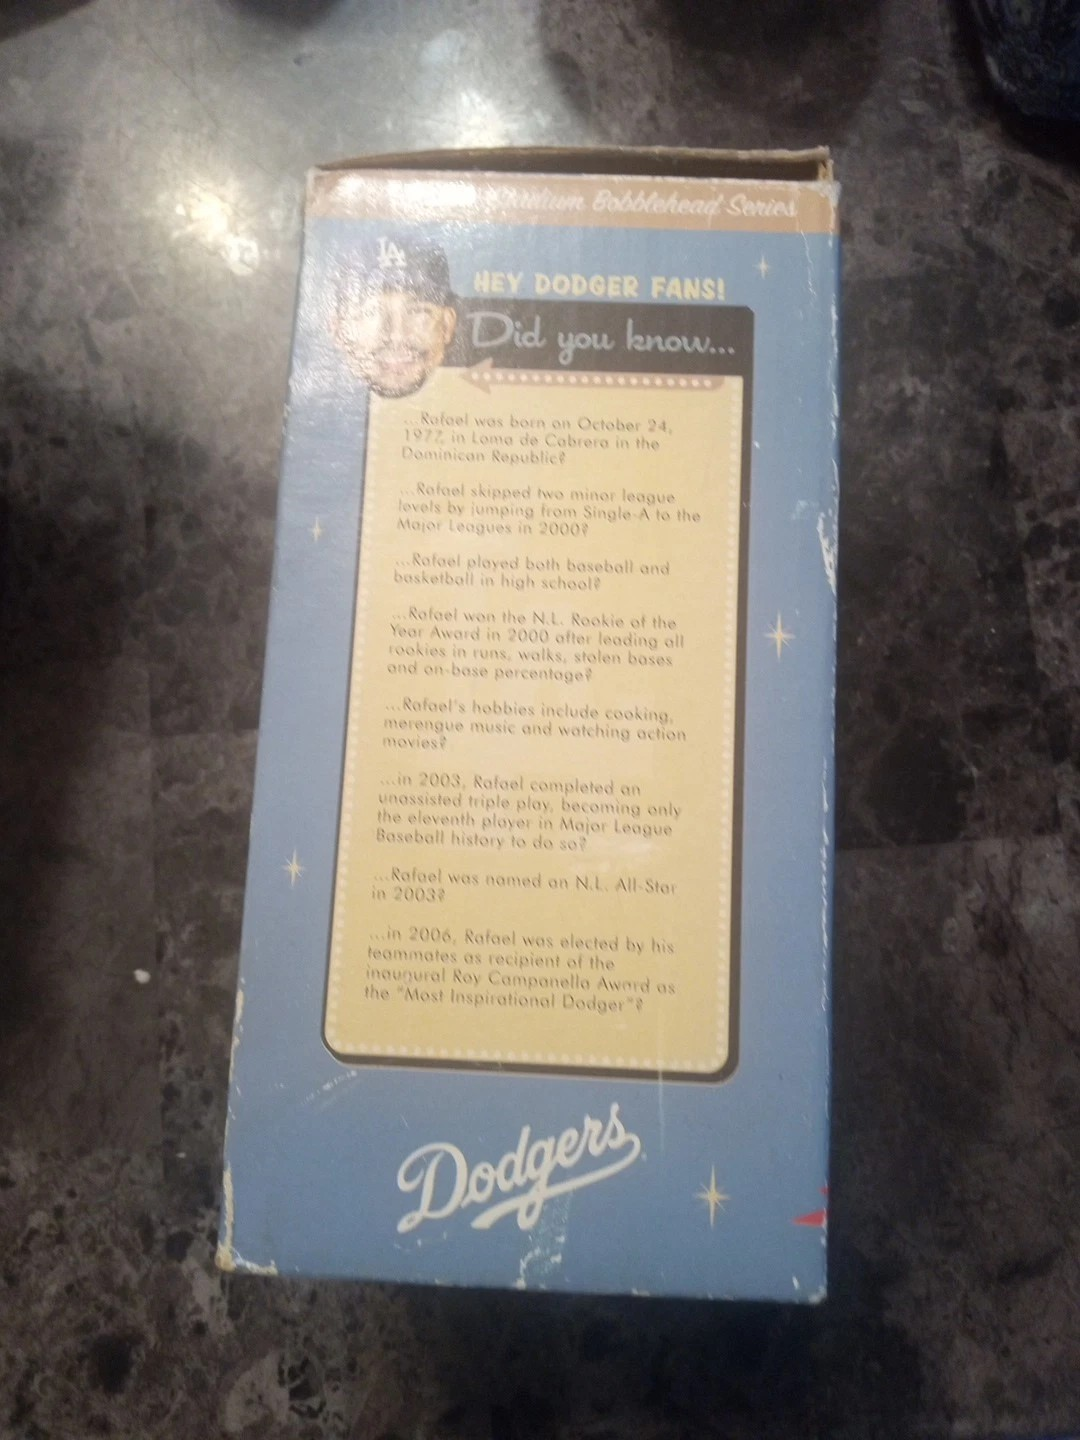 Bobblehead Series
LA
HEY DODGER FANS!
Did you know...
...Rafael was born on October 24,
1977, in Loma de Cabrera in the
Dominican Republic?
...Rafael skipped two minor league
levels by jumping from Single-A to the
Major Leagues in 2000?
...Rafael played both baseball and
basketball in high school?
...Rafael won the N.L. Rookie of the
Year Award in 2000 after leading all
rookies in runs, walks, stolen bases
and on-base percentage?
...Rafael's hobbies include cooking,
merengue music and watching action
movies?
...in 2003, Rafael completed an
unassisted triple play, becoming only
the eleventh player in Major League
Baseball history to do so?
...Rafael was named an N.L. All-Star
in 2003?
...in 2006, Rafael was elected by his
teammates as recipient of the
inaugural Roy Campanella Award as
the "Most Inspirational Dodger"?
Dodgers